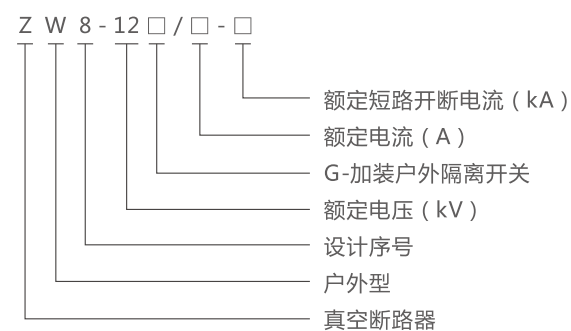 ZW8-12□/□-□
额定短路开断电流(kA)
额定电流(A)
G-加装户外隔离开关
额定电压(kV)
设计序号
户外型
真空断路器